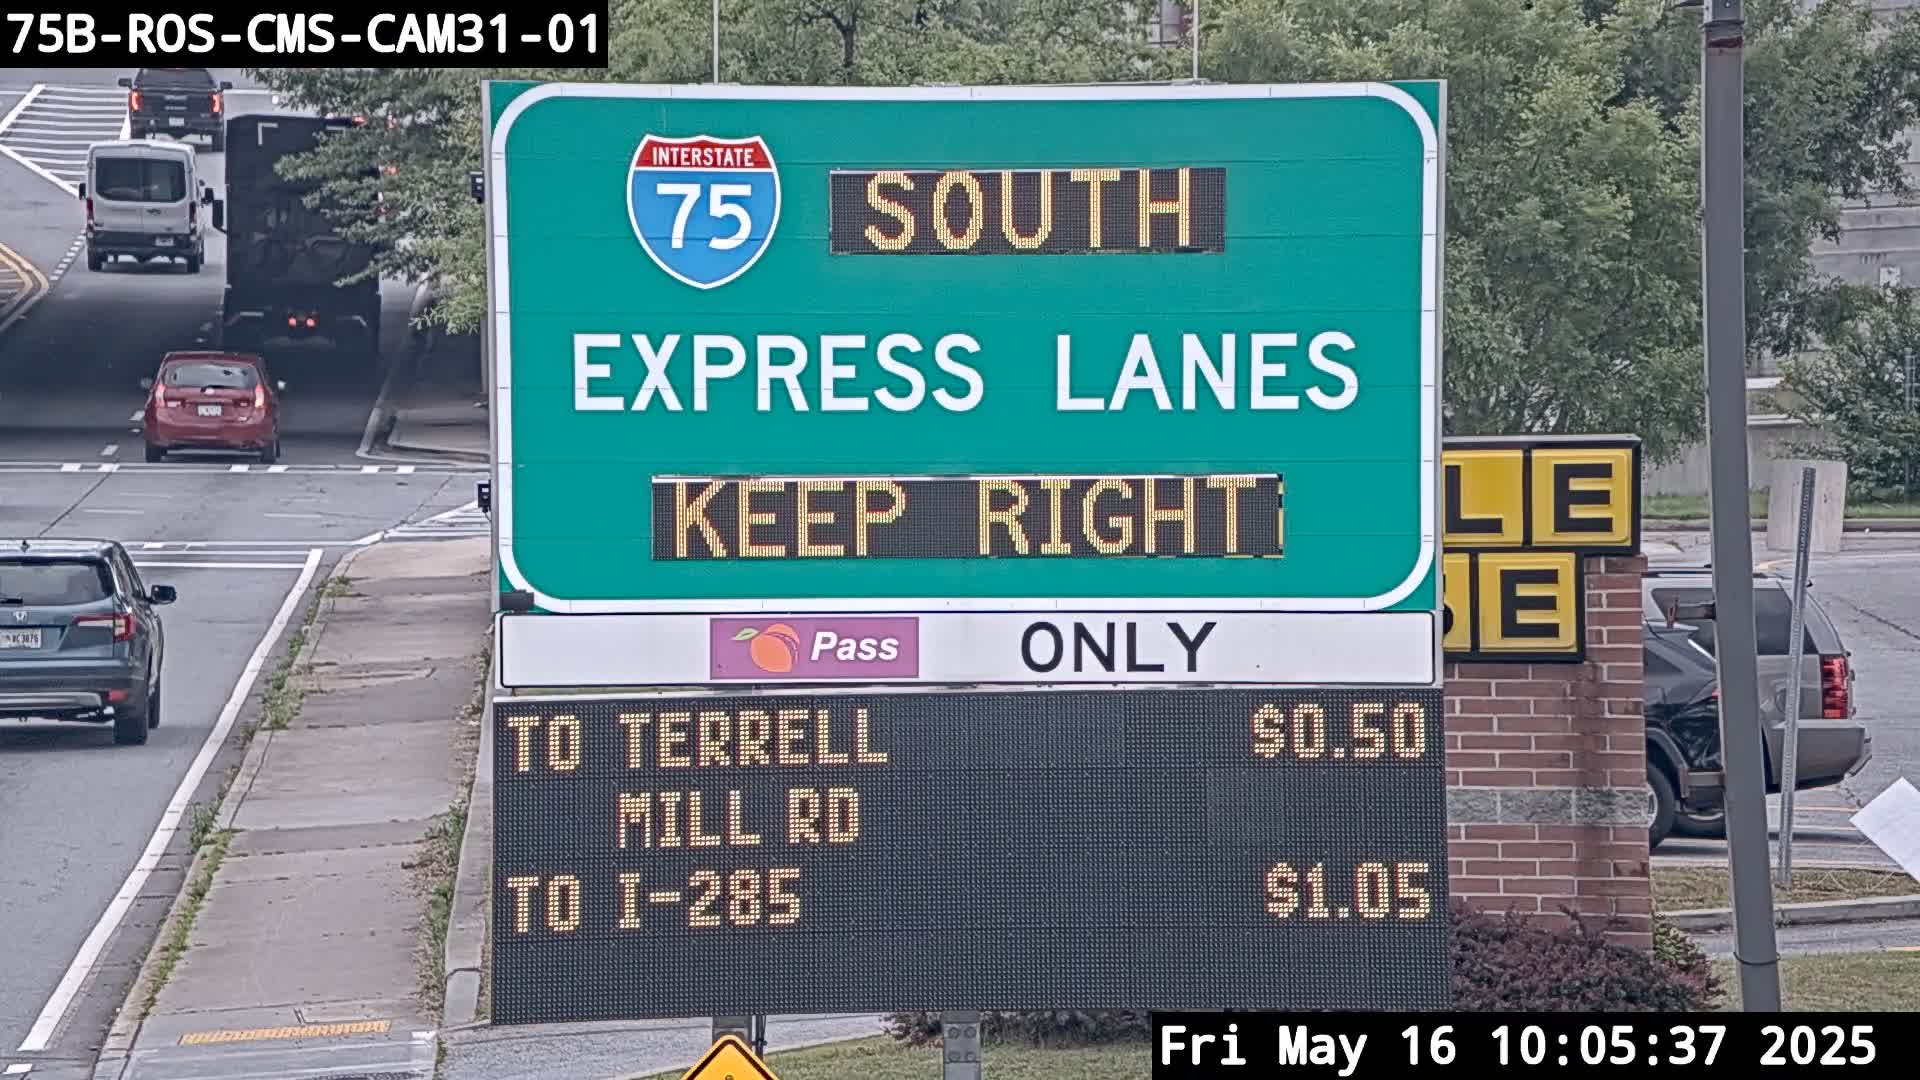 75B-ROS-CMS-CAM31-01
INTERSTATE
75
SOUTH
EXPRESS LANES
KEEP RIGHT
Pass ONLY
TO TERRELL $0.50
MILL RD
TO I-285 $1.05
LE
E
Fri May 16 10:05:37 2025